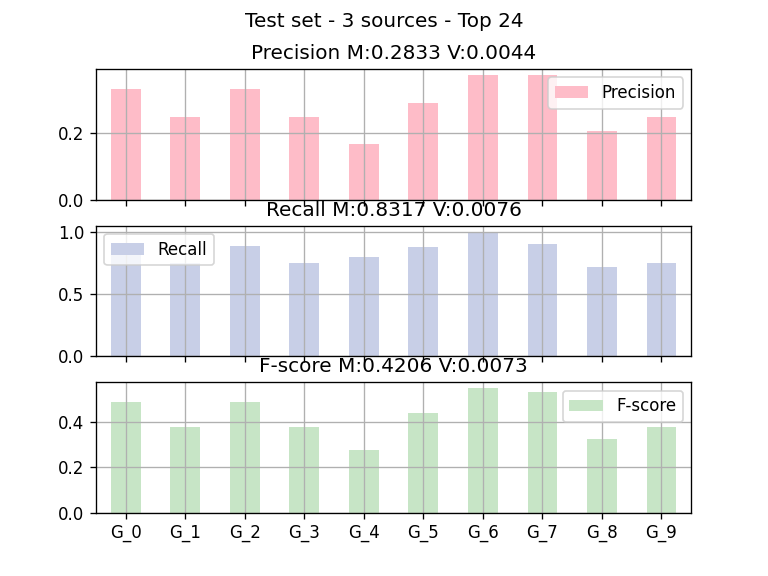 Test set - 3 sources - Top 24
Precision M:0.2833 V:0.0044
Precision
0.2
0.0
Recall M:0.8317 V:0.0076
1.0
Recall
0.5
0.0
F-score M:0.4206 V:0.0073
F-score
0.4
0.2
0.0
G_0 G_1 G_2 G_3 G_4 G_5 G_6 G_7 G_8 G_9